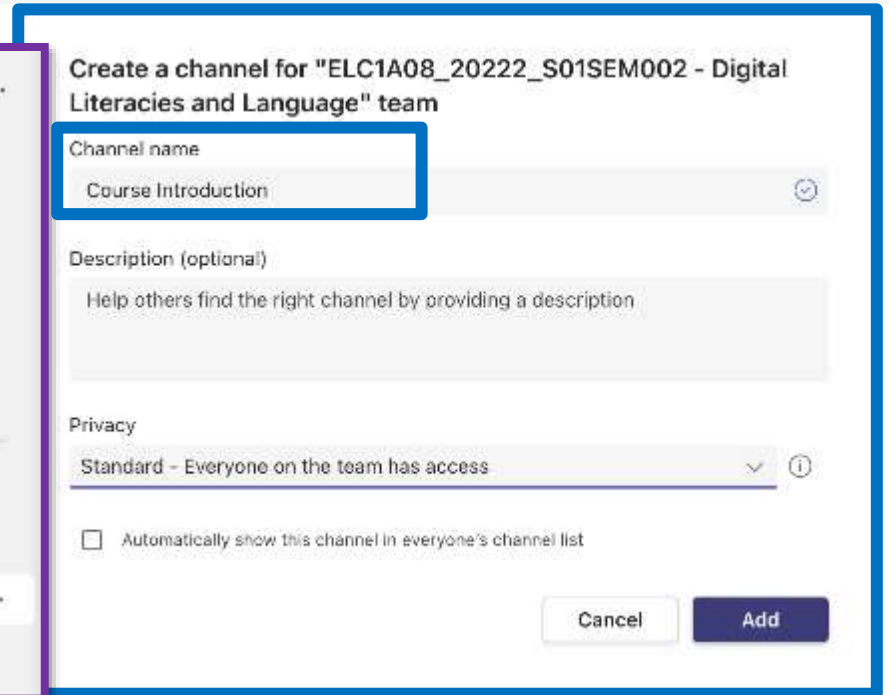 Create a channel for "ELC1A08_20222_S01SEM002 - Digital
Literacies and Language" team
Channel name
Course Introduction
Description (optional)
Help others find the right channel by providing a description
Privacy
Standard - Everyone on the team has access
Automatically show this channel in everyone's channel list
Cancel
Add